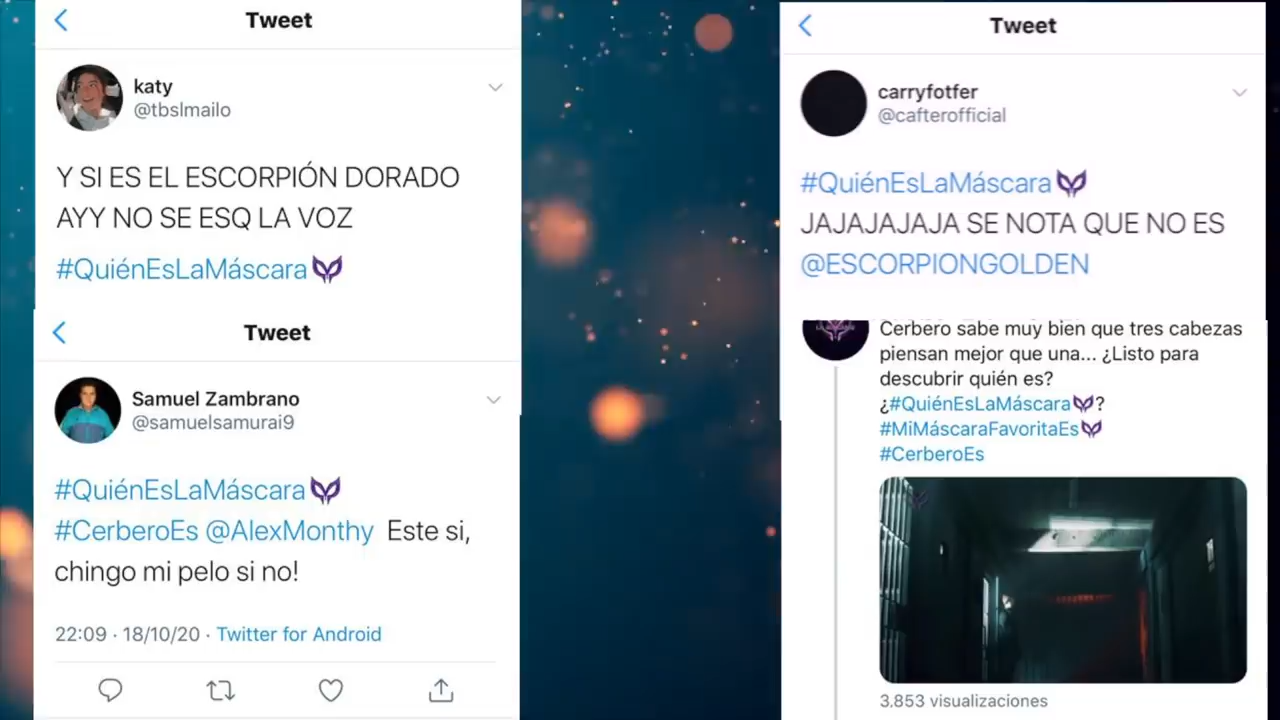 Tweet
katy
@tbslmailo
Y SI ES EL ESCORPIÓN DORADO
AYY NO SE ESQ LA VOZ
#QuiénEsLaMáscara
Tweet
Samuel Zambrano
@samuelsamurai9
#QuiénEsLaMáscara
#CerberoEs @AlexMonthy Este si,
chingo mi pelo si no!
22:09 · 18/10/20 · Twitter for Android
Tweet
carryfotfer
@cafterofficial
#QuiénEsLaMáscara
JAJAJAJAJA SE NOTA QUE NO ES
@ESCORPIONGOLDEN
Cerbero sabe muy bien que tres cabezas
piensan mejor que una... ¿Listo para
descubrir quién es?
¿#QuiénEsLaMáscara?
#MiMáscaraFavoritaEs
#CerberoEs
3.853 visualizaciones